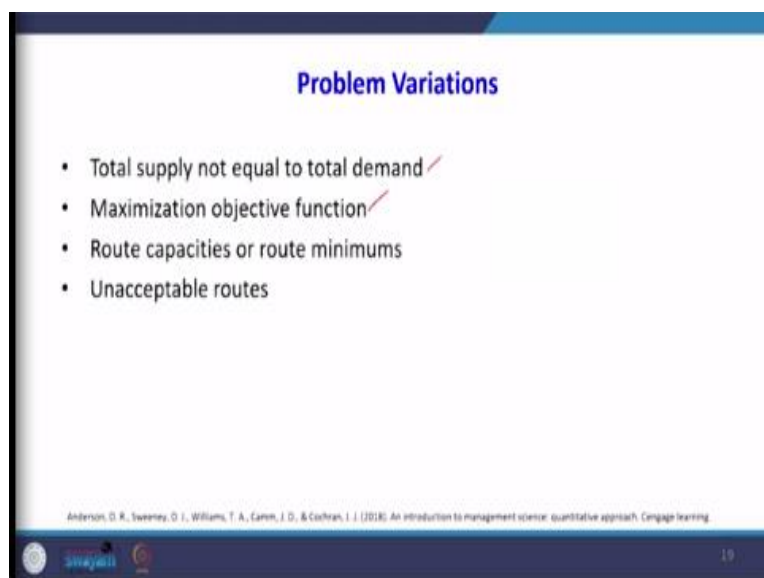 Problem Variations
• Total supply not equal to total demand
• Maximization objective function
• Route capacities or route minimums
• Unacceptable routes
Anderson, D. R., Sweeney, D. J., Williams, T. A., Camm, J. D., & Cochran, J. J. (2018). An introduction to management science: quantitative approach. Cengage learning.
swayam
19